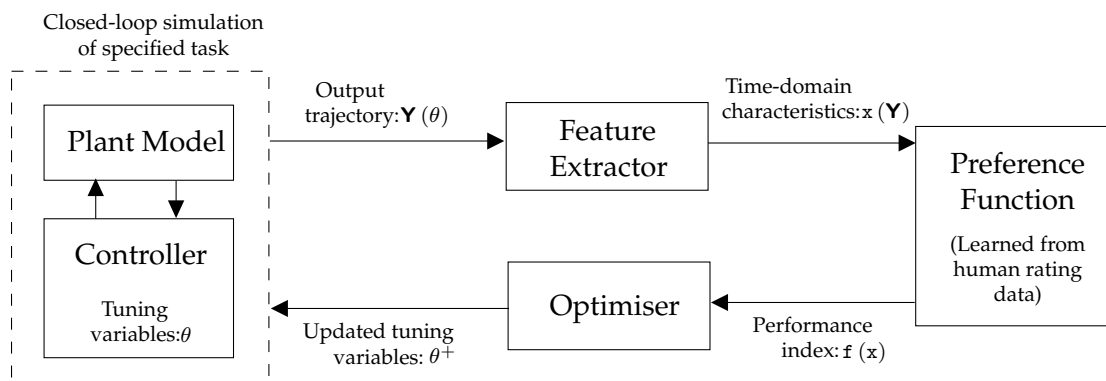 Closed-loop simulation
of specified task
Plant Model
Controller
Tuning
variables:θ
Output
trajectory:Y (θ)
Feature
Extractor
Time-domain
characteristics:x (Y)
Preference
Function
(Learned from
human rating
data)
Performance
index:f (x)
Optimiser
Updated tuning
variables: θ⁺